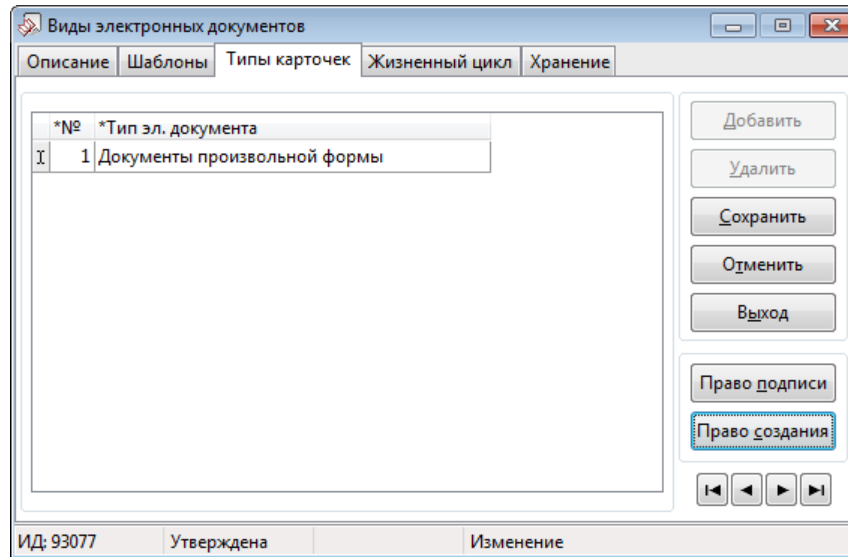 Виды электронных документов
Описание Шаблоны Типы карточек Жизненный цикл Хранение
*№ *Тип эл. документа
1 Документы произвольной формы
Добавить
Удалить
Сохранить
Отменить
Выход
Право подписи
Право создания
ИД: 93077 Утверждена Изменение